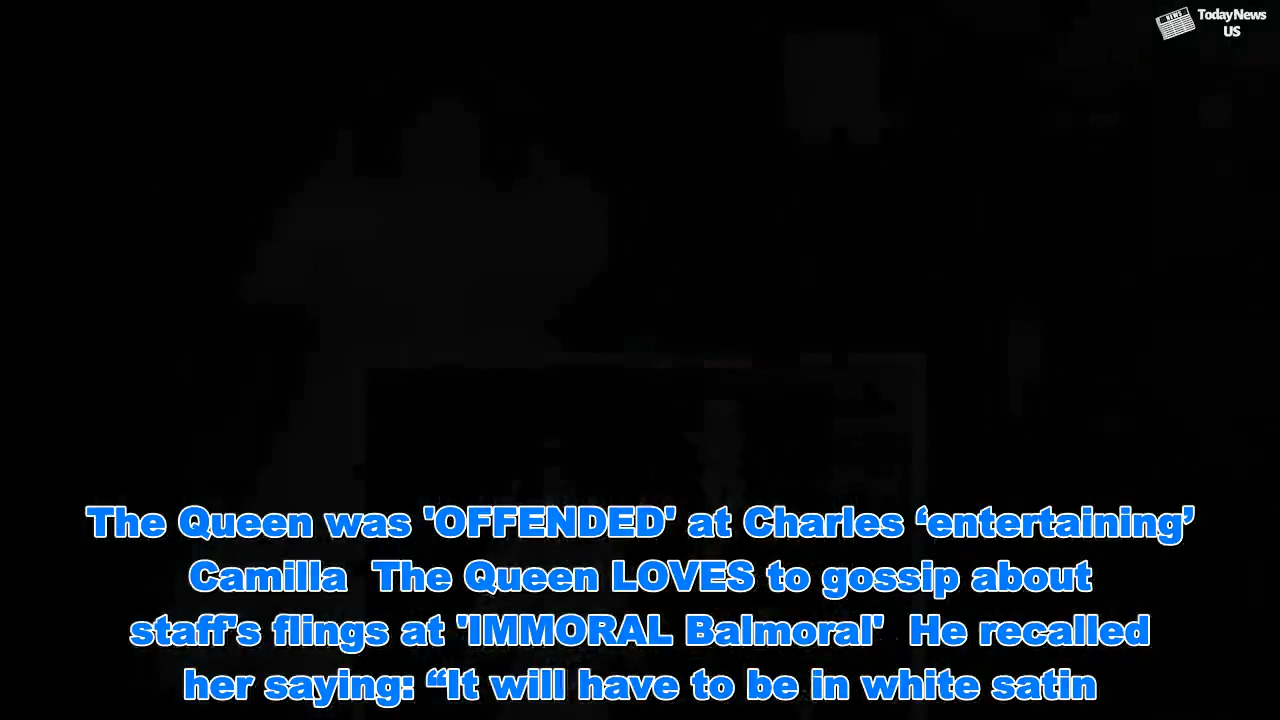 NEWS
TodayNews
US
The Queen was 'OFFENDED' at Charles ‘entertaining’
Camilla  The Queen LOVES to gossip about
staff's flings at 'IMMORAL Balmoral'  He recalled
her saying: “It will have to be in white satin